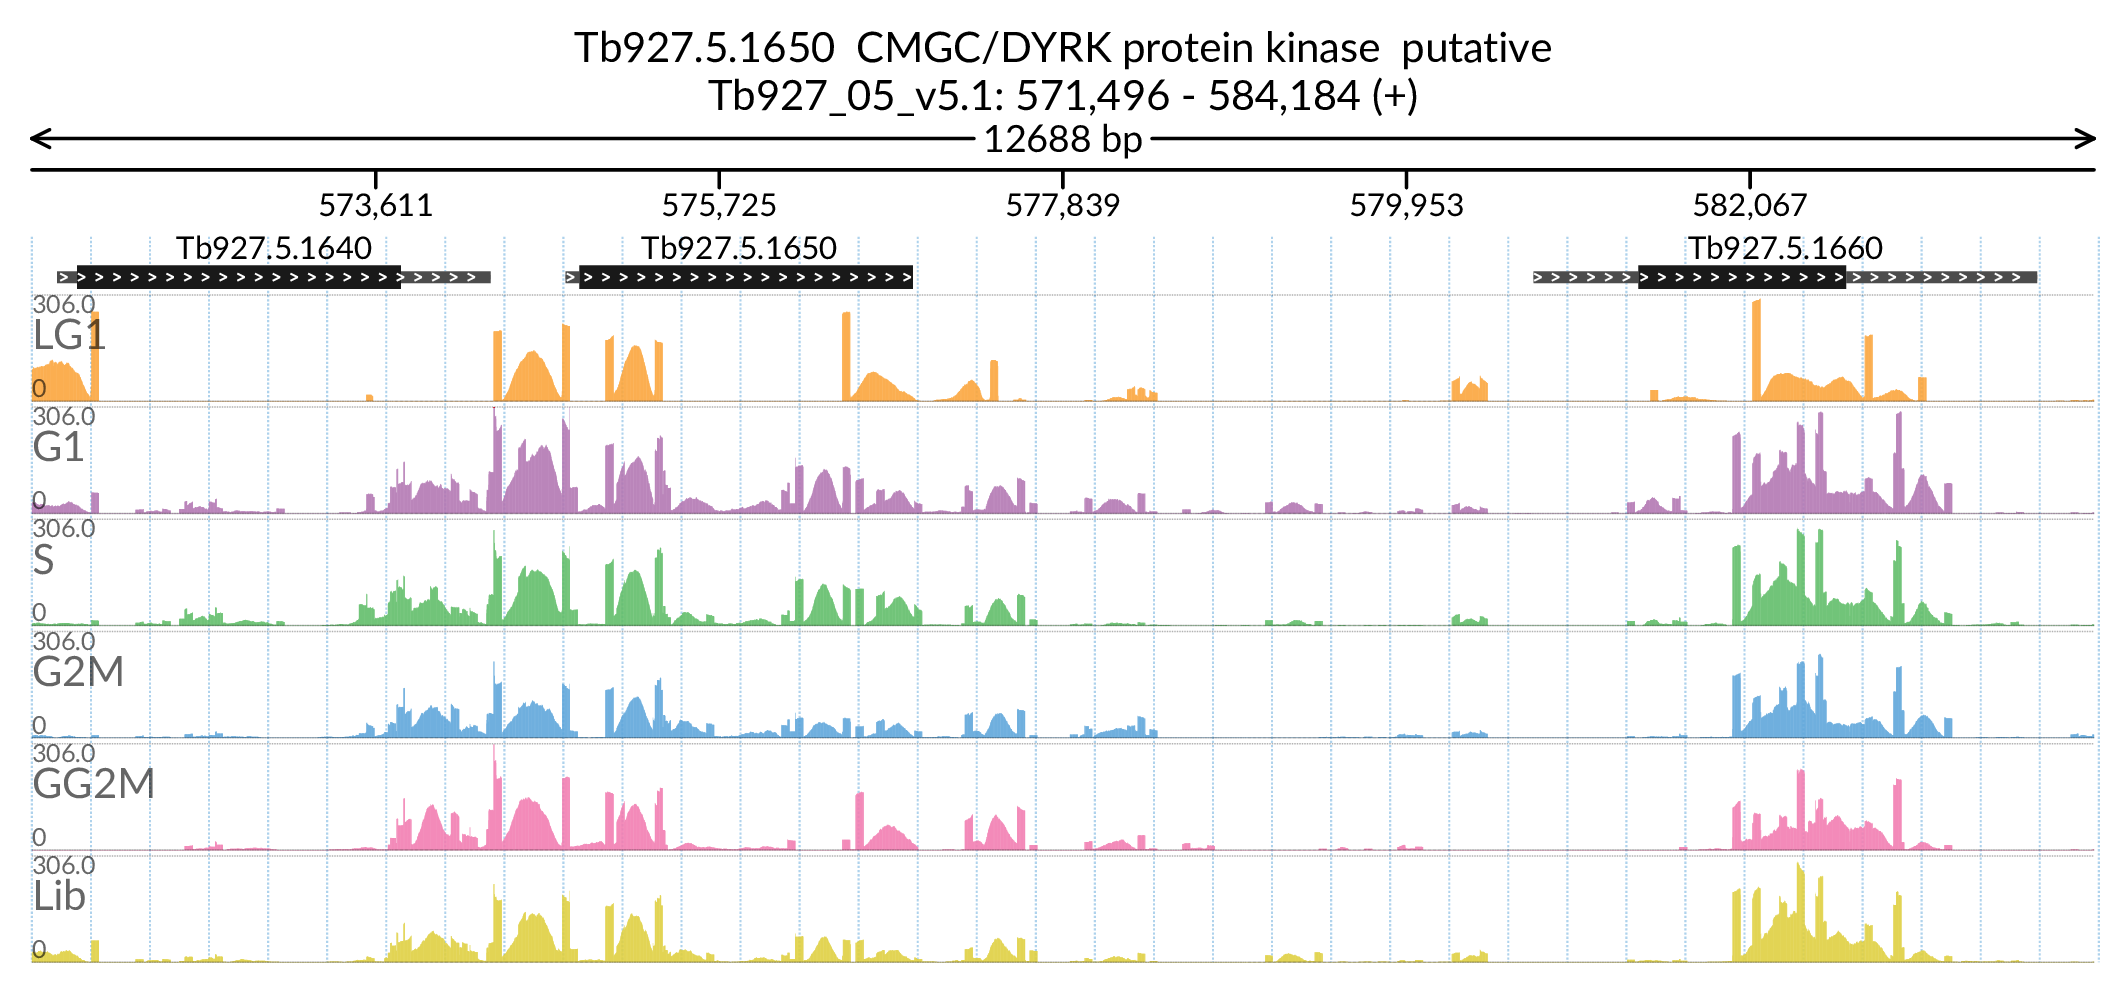 Tb927.5.1650  CMGC/DYRK protein kinase  putative
Tb927_05_v5.1: 571,496 - 584,184 (+)
12688 bp
573,611 575,725 577,839 579,953 582,067
Tb927.5.1640 Tb927.5.1650 Tb927.5.1660
306.0
LG1
0
306.0
G1
0
306.0
S
0
306.0
G2M
0
306.0
GG2M
0
306.0
Lib
0